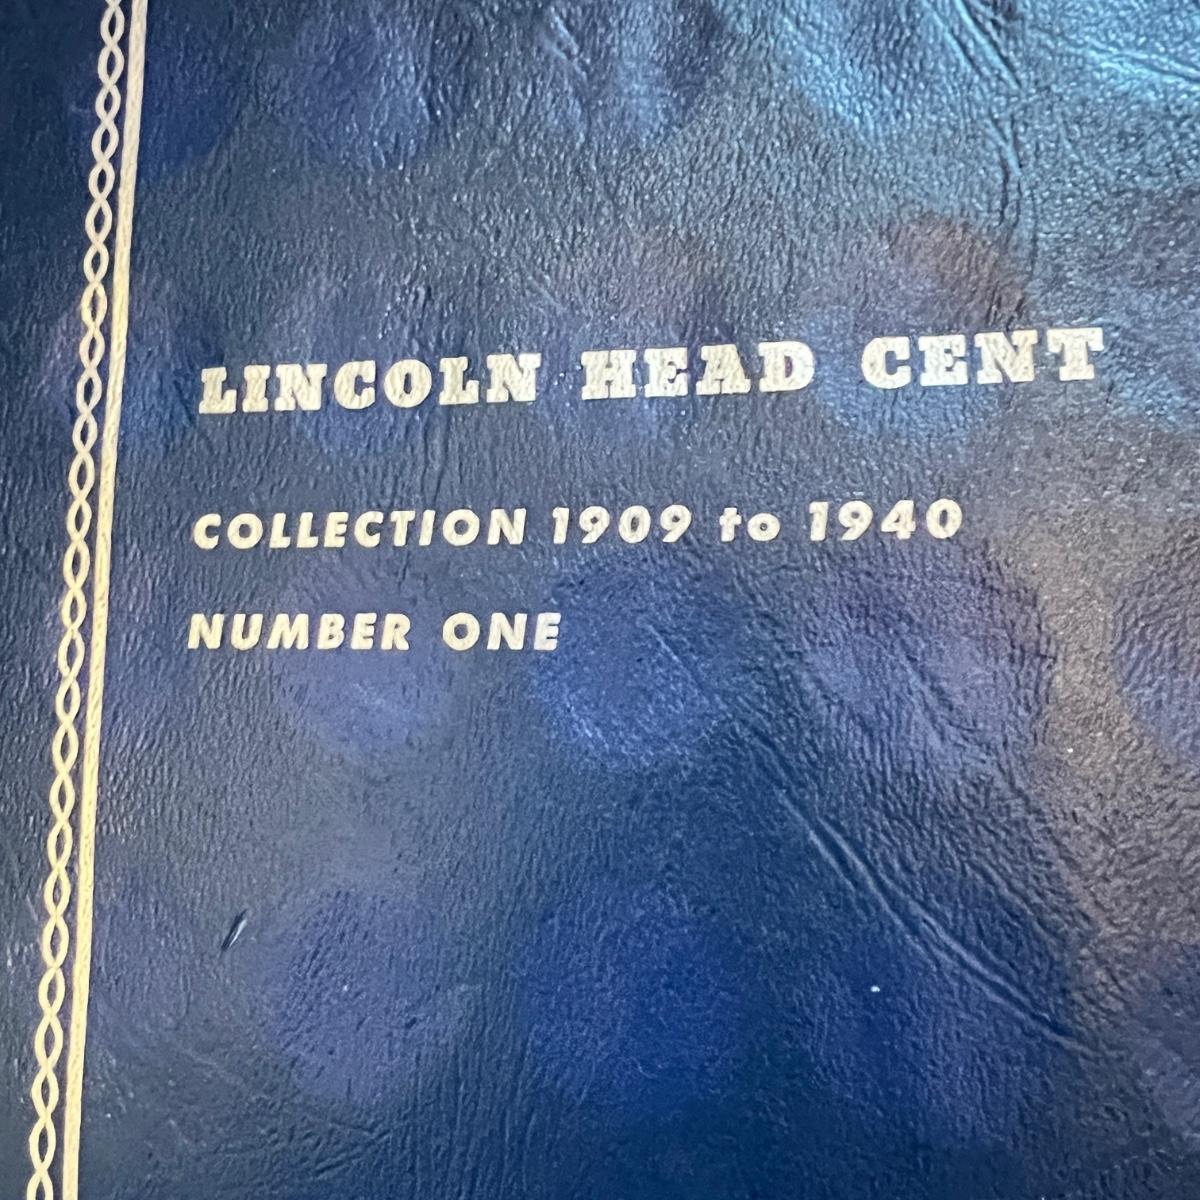 LINCOLN HEAD CENT
COLLECTION 1909 to 1940
NUMBER ONE